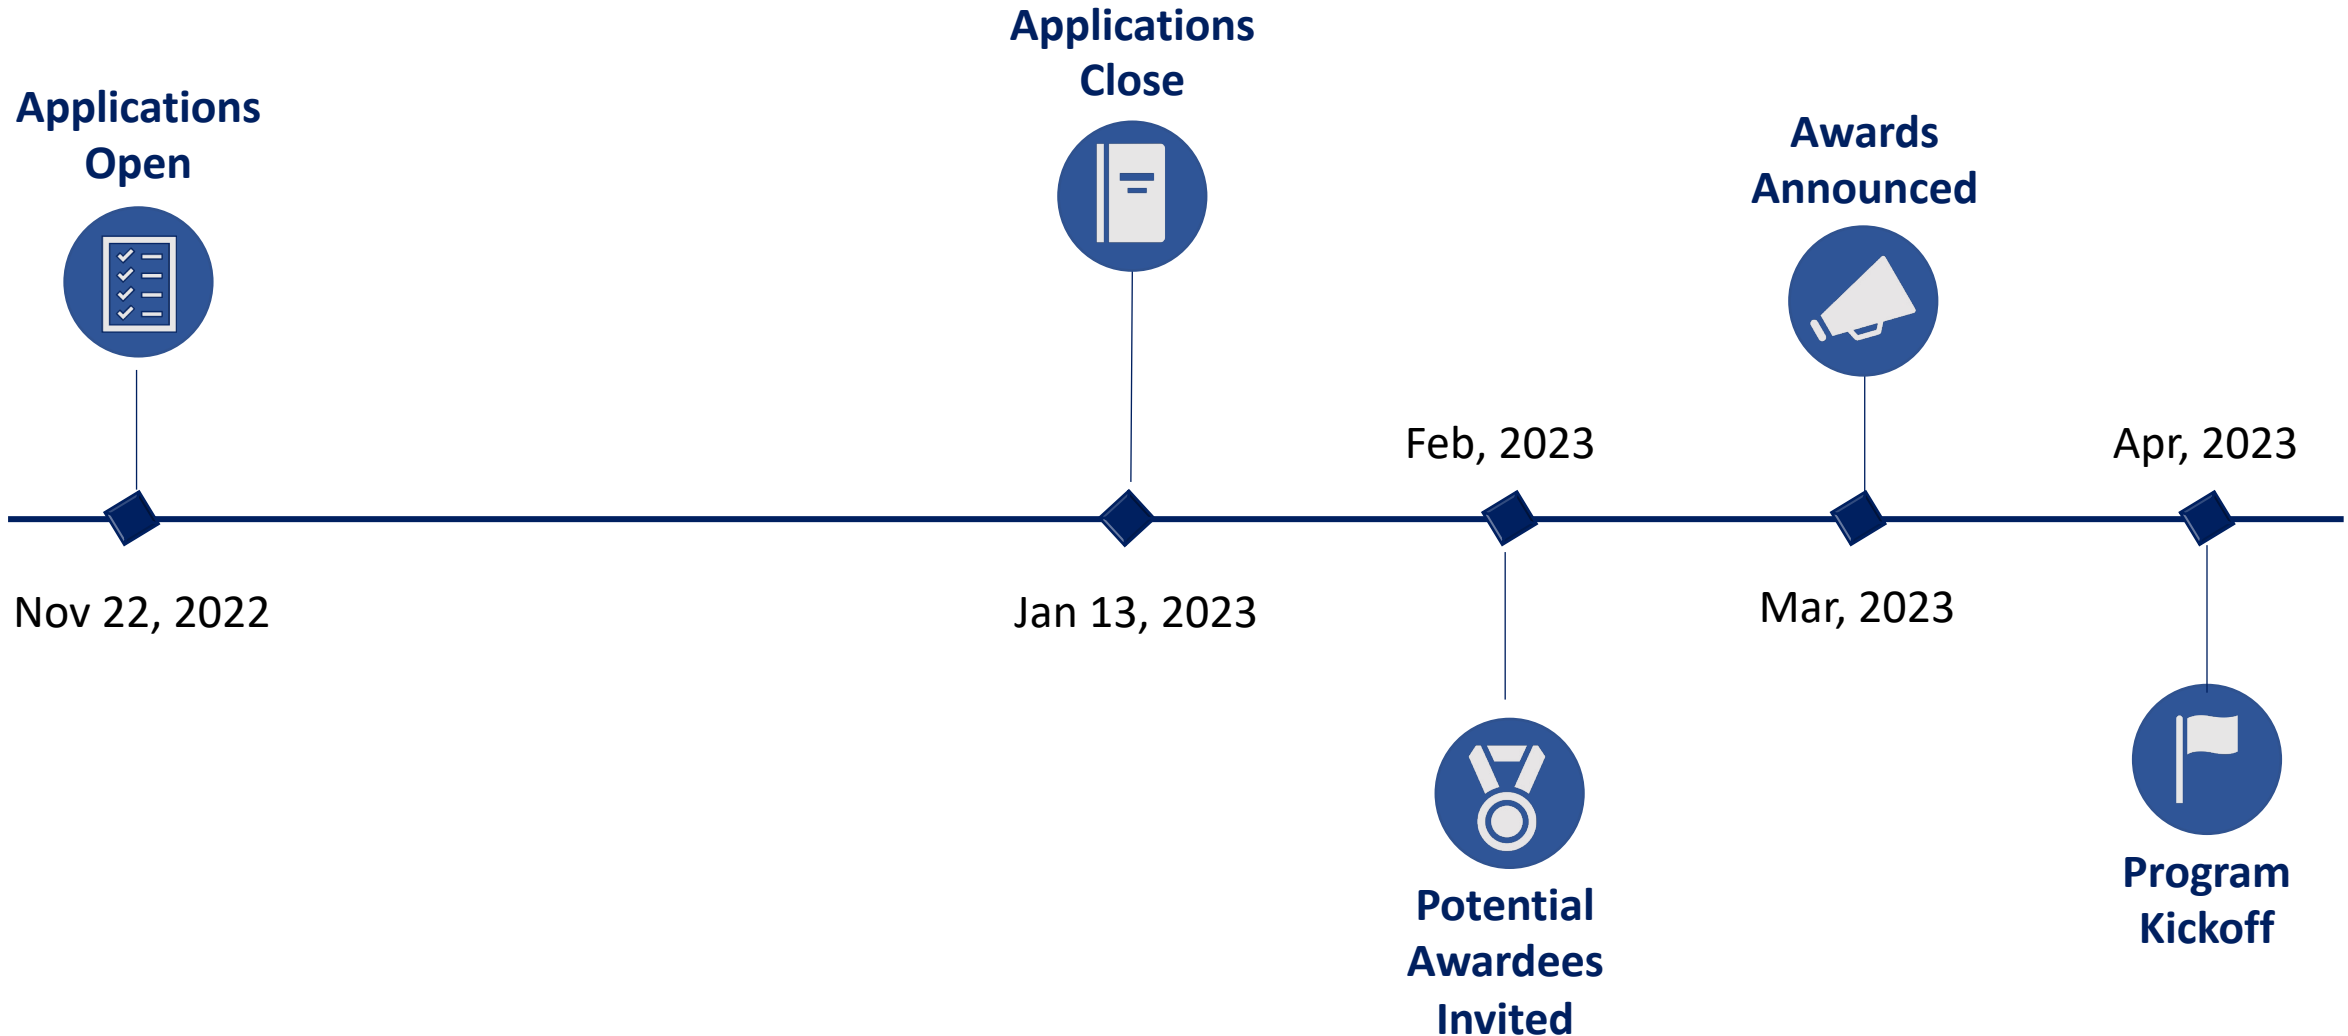 Applications
Open
Nov 22, 2022
Applications
Close
Jan 13, 2023
Feb, 2023
Potential
Awardees
Invited
Awards
Announced
Mar, 2023
Apr, 2023
Program
Kickoff